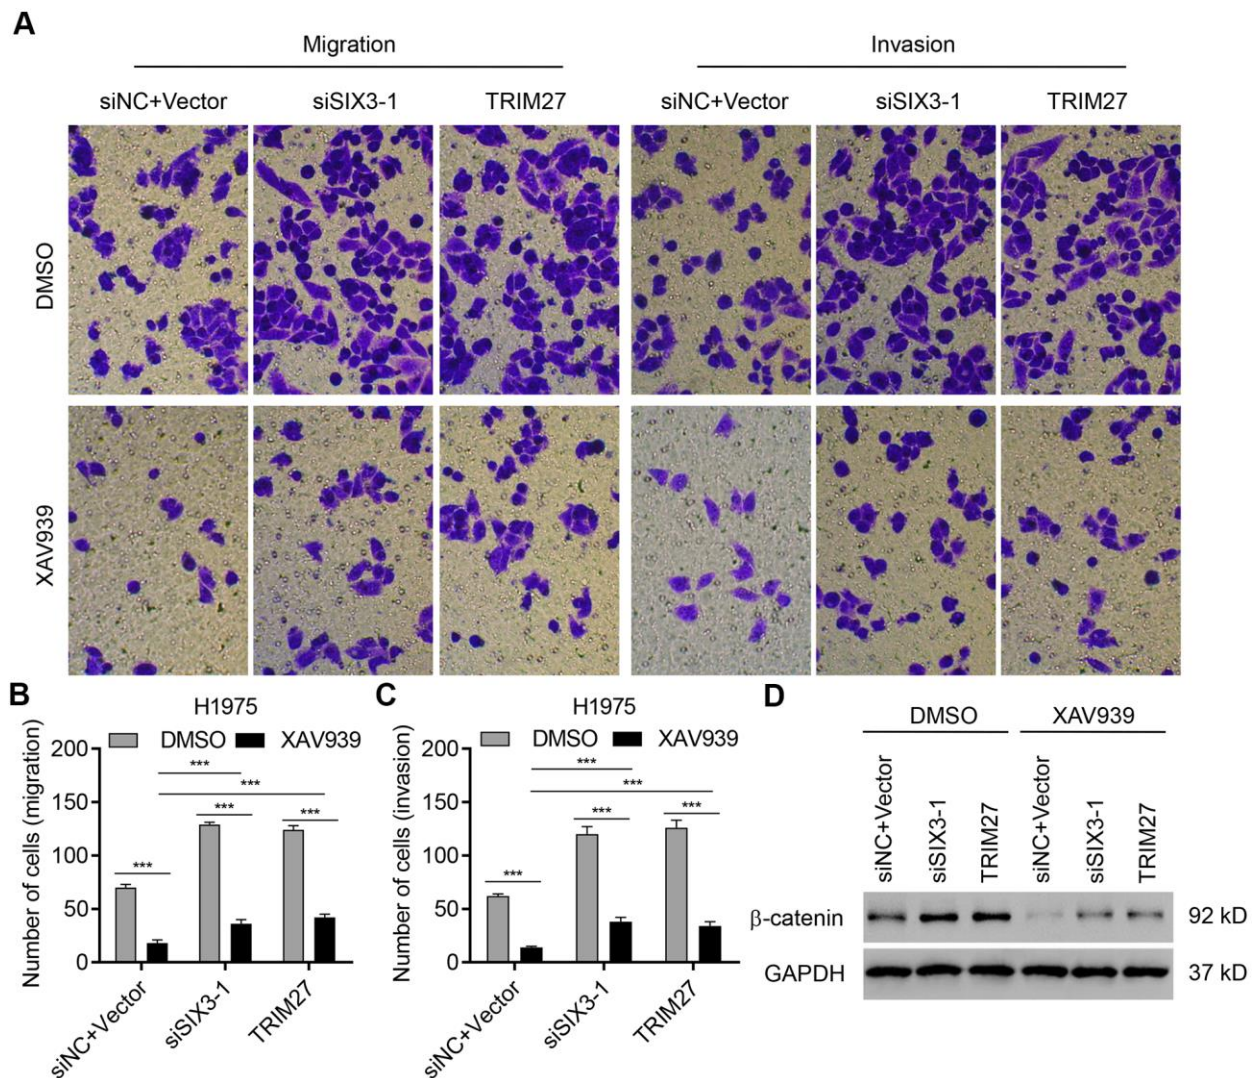 A
Migration
Invasion
siNC+Vector
siSIX3-1
TRIM27
siNC+Vector
siSIX3-1
TRIM27
DMSO
XAV939
B
H1975
DMSO
XAV939
Number of cells (migration)
200
150
100
50
0
***
***
***
***
***
siNC+Vector
siSIX3-1
TRIM27
C
H1975
DMSO
XAV939
Number of cells (invasion)
200
150
100
50
0
***
***
***
***
***
siNC+Vector
siSIX3-1
TRIM27
D
DMSO
XAV939
siNC+Vector
siSIX3-1
TRIM27
siNC+Vector
siSIX3-1
TRIM27
β-catenin
92 kD
GAPDH
37 kD